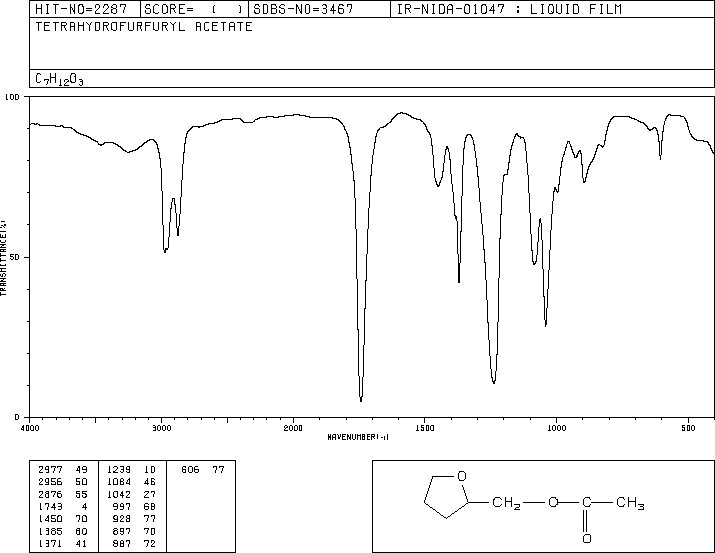 HIT-NO=2287 SCORE= ( ) SDBS-NO=3467 IR-NIDA-01047 : LIQUID FILM
TETRAHYDROFURFURYL ACETATE
C7H12O3
100
50
0
TRANSMITTANCE(%)
4000 3000 2000 1500 1000 500
WAVENUMBER(-1)
2977 49 1239 10 606 77
2956 50 1084 46
2876 55 1042 27
1743 4 997 68
1450 70 928 77
1385 60 897 70
1371 41 887 72
O
CH2 O C CH3
O